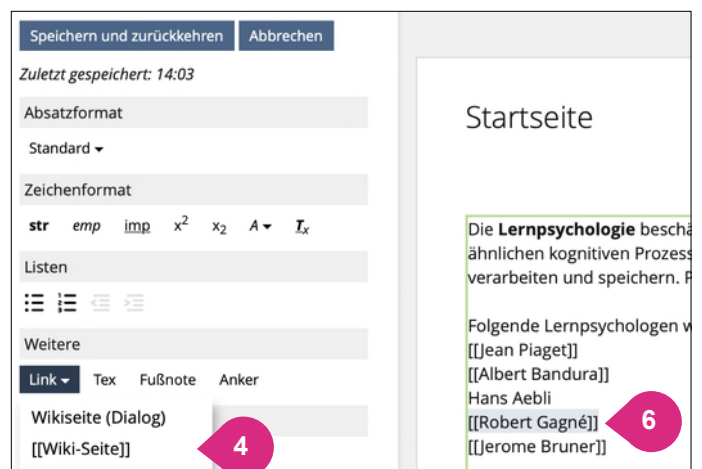 Speichern und zurückkehren Abbrechen
Zuletzt gespeichert: 14:03
Absatzformat
Standard
Zeichenformat
str emp imp x² x₂ A Tx
Listen
Weitere
Link Tex Fußnote Anker
Wikiseite (Dialog)
[[Wiki-Seite]] 4
Startseite
Die Lernpsychologie beschä
ähnlichen kognitiven Prozess
verarbeiten und speichern. P
Folgende Lernpsychologen w
[[Jean Piaget]]
[[Albert Bandura]]
Hans Aebli
[[Robert Gagné]] 6
[[Jerome Bruner]]